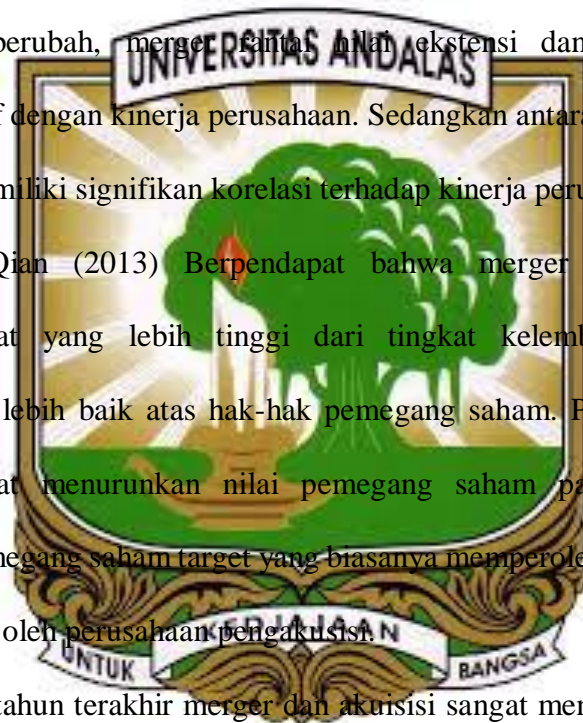 berubah, merger rantai nilai ekstensi dan
UNIVERSITAS ANDALAS
dengan kinerja perusahaan. Sedangkan antara
miliki signifikan korelasi terhadap kinerja peru
Qian (2013) Berpendapat bahwa merger
at yang lebih tinggi dari tingkat kelemb
lebih baik atas hak-hak pemegang saham. P
at menurunkan nilai pemegang saham pa
megang saham target yang biasanya memperole
oleh perusahaan pengakusisi.
KEDJAJAAN
UNTUK BANGSA
tahun terakhir merger dan akuisisi sangat mer